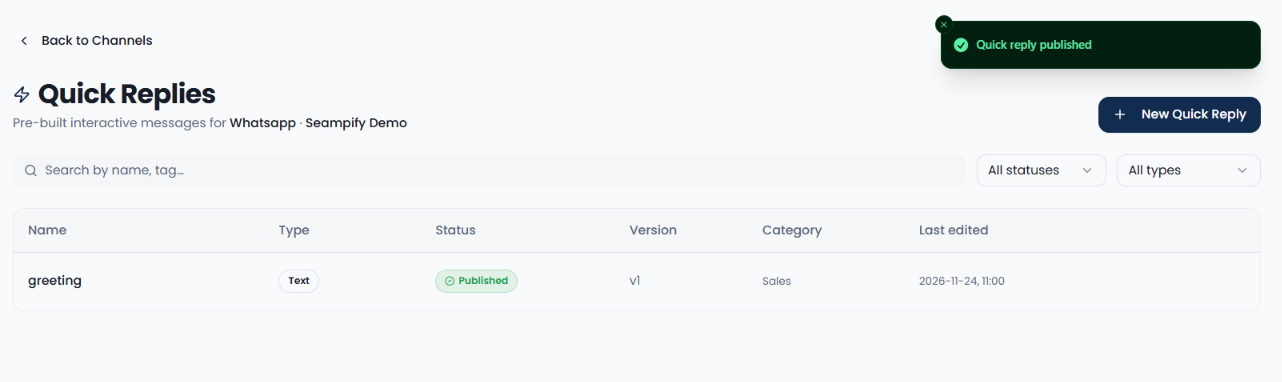 Back to Channels
Quick reply published
Quick Replies
Pre-built interactive messages for Whatsapp · Seampify Demo
New Quick Reply
Search by name, tag...
All statuses
All types
Name Type Status Version Category Last edited
greeting Text Published v1 Sales 2026-11-24, 11:00